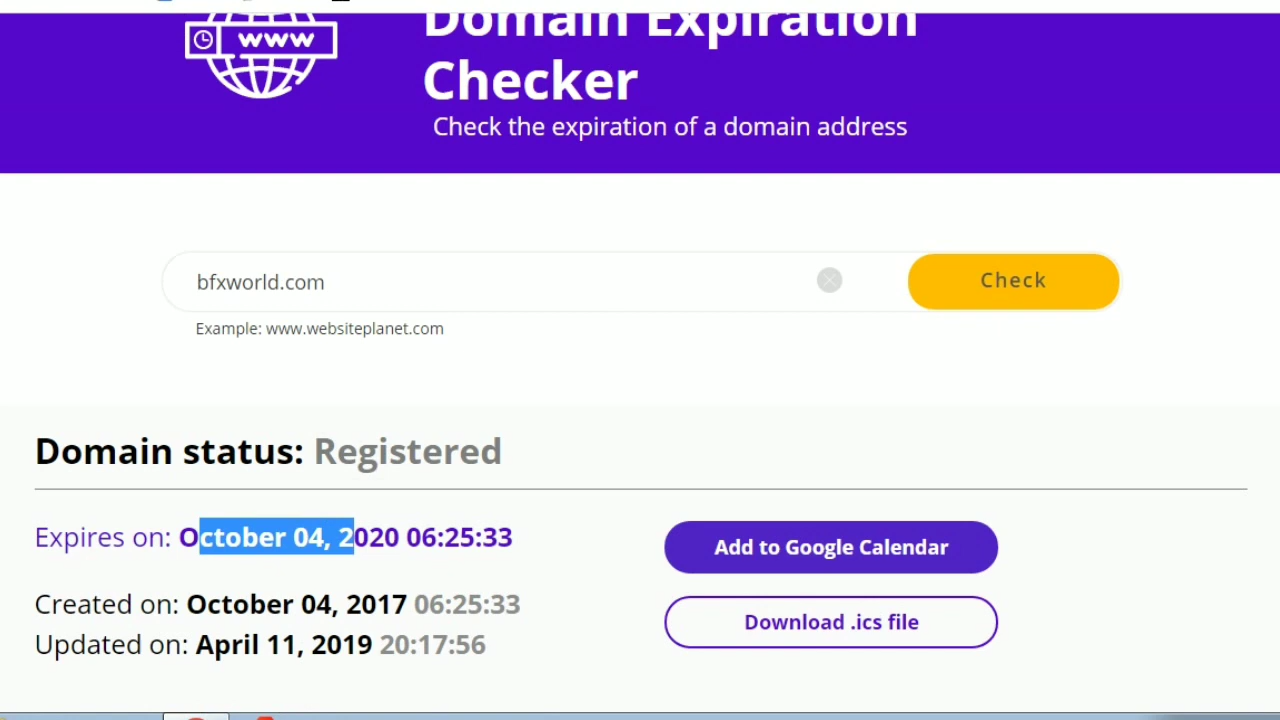 Domain Expiration
Checker
www
Check the expiration of a domain address
bfxworld.com
Check
Example: www.websiteplanet.com
Domain status: Registered
Expires on: October 04, 2020 06:25:33
Add to Google Calendar
Created on: October 04, 2017 06:25:33
Download .ics file
Updated on: April 11, 2019 20:17:56